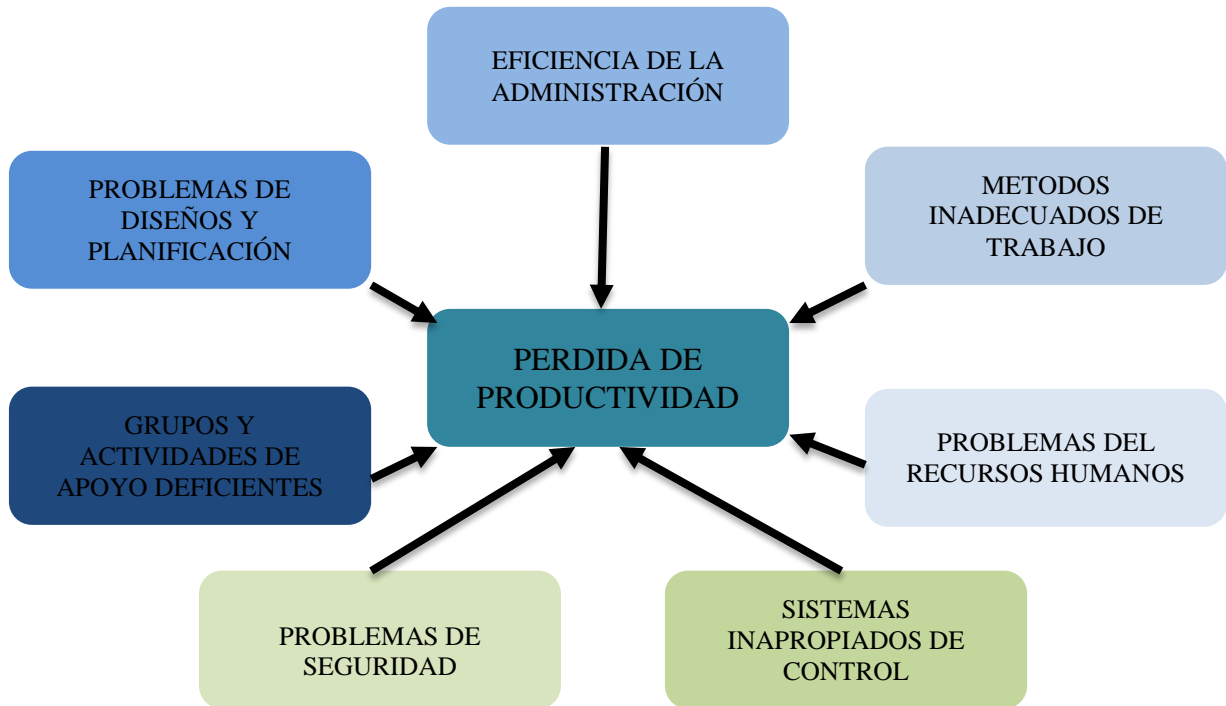 EFICIENCIA DE LA
ADMINISTRACIÓN
PROBLEMAS DE
DISEÑOS Y
PLANIFICACIÓN
METODOS
INADECUADOS DE
TRABAJO
PERDIDA DE
PRODUCTIVIDAD
GRUPOS Y
ACTIVIDADES DE
APOYO DEFICIENTES
PROBLEMAS DEL
RECURSOS HUMANOS
PROBLEMAS DE
SEGURIDAD
SISTEMAS
INAPROPIADOS DE
CONTROL